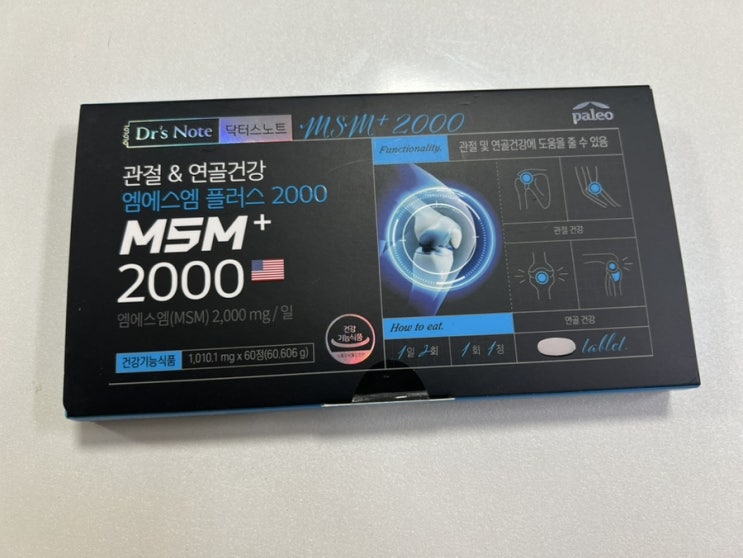 Dr's Note 닥터스노트 MSM+ 2000
paleo
관절 & 연골건강
엠에스엠 플러스 2000
MSM+
2000
엠에스엠(MSM) 2,000 mg / 일
건강기능식품 1,010.1 mg x 60정(60,606 g)
건강
기능식품
Functionality. 관절 및 연골건강에 도움을 줄 수 있음
관절 건강
연골 건강
How to eat.
1일 2회 1회 1정 tablet.